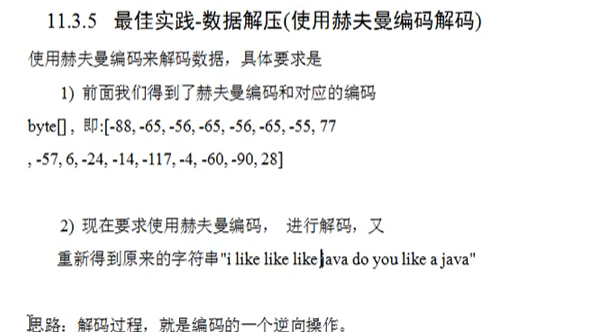 11.3.5 最佳实践-数据解压(使用赫夫曼编码解码)
使用赫夫曼编码来解码数据，具体要求是
1) 前面我们得到了赫夫曼编码和对应的编码
byte[] , 即:[-88, -65, -56, -65, -56, -65, -55, 77
, -57, 6, -24, -14, -117, -4, -60, -90, 28]
2) 现在要求使用赫夫曼编码， 进行解码，又
重新得到原来的字符串"i like like like java do you like a java"
思路：解码过程，就是编码的一个逆向操作。